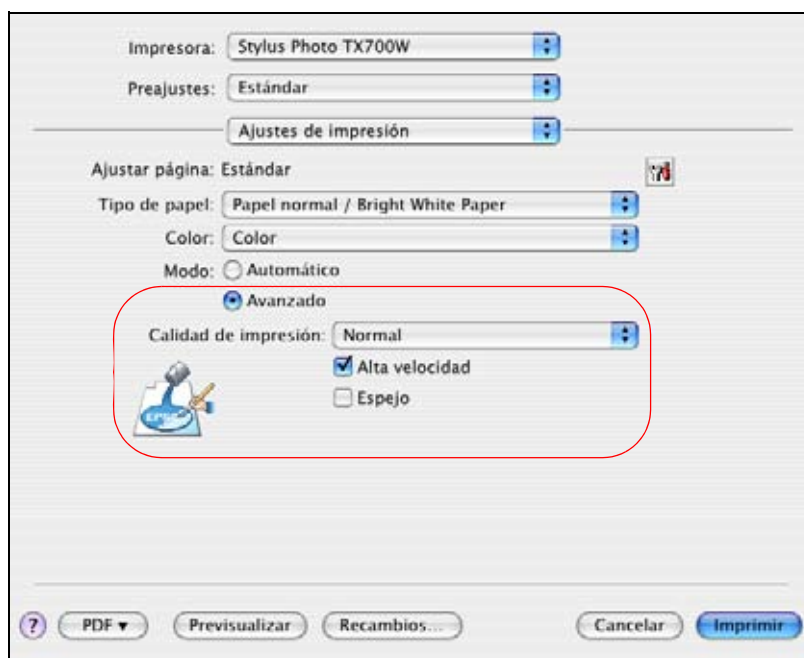 Impresora: Stylus Photo TX700W
Preajustes: Estándar
Ajustes de impresión
Ajustar página: Estándar
Tipo de papel: Papel normal / Bright White Paper
Color: Color
Modo: Automático
Avanzado
Calidad de impresión: Normal
Alta velocidad
Espejo
? PDF ▼ Previsualizar Recambios... Cancelar Imprimir